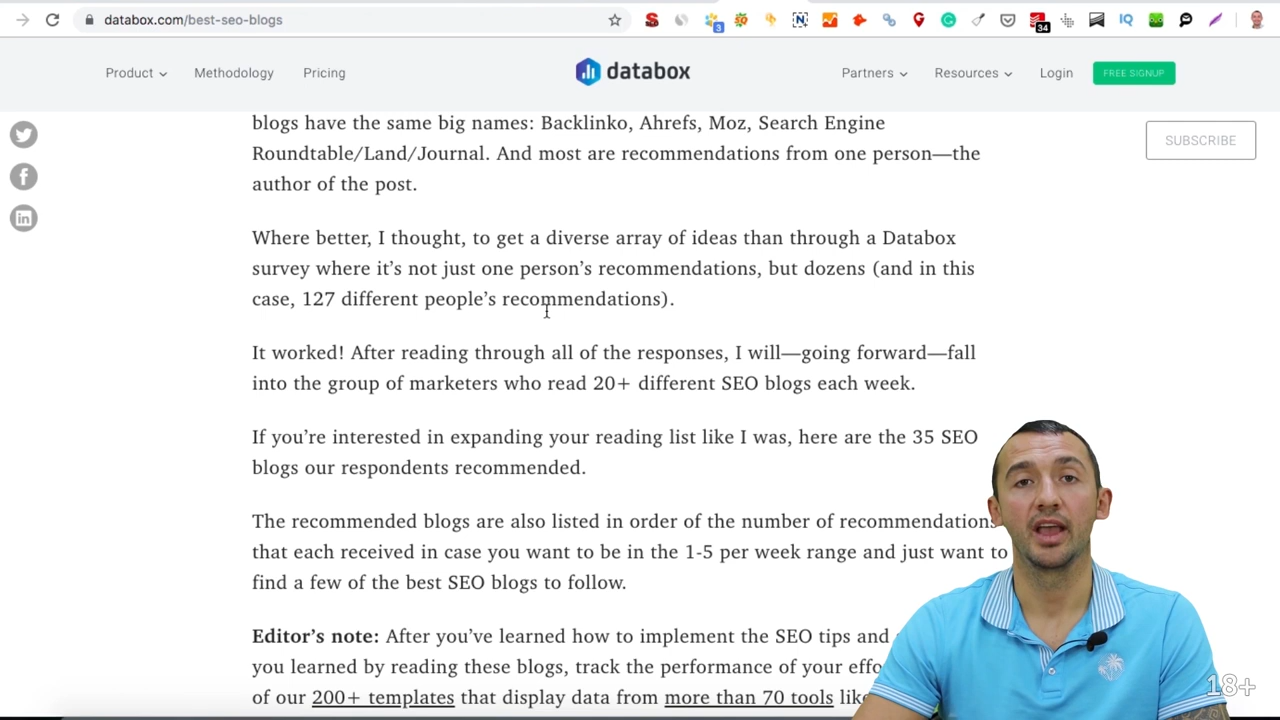 databox.com/best-seo-blogs
3
34
IQ
Product
Methodology
Pricing
databox
Partners
Resources
Login
FREE SIGNUP
SUBSCRIBE
blogs have the same big names: Backlinko, Ahrefs, Moz, Search Engine
Roundtable/Land/Journal. And most are recommendations from one person—the
author of the post.
Where better, I thought, to get a diverse array of ideas than through a Databox
survey where it’s not just one person’s recommendations, but dozens (and in this
case, 127 different people’s recommendations).
It worked! After reading through all of the responses, I will—going forward—fall
into the group of marketers who read 20+ different SEO blogs each week.
If you’re interested in expanding your reading list like I was, here are the 35 SEO
blogs our respondents recommended.
The recommended blogs are also listed in order of the number of recommendations
that each received in case you want to be in the 1-5 per week range and just want to
find a few of the best SEO blogs to follow.
Editor’s note: After you’ve learned how to implement the SEO tips and
you learned by reading these blogs, track the performance of your effo
of our 200+ templates that display data from more than 70 tools like
18+